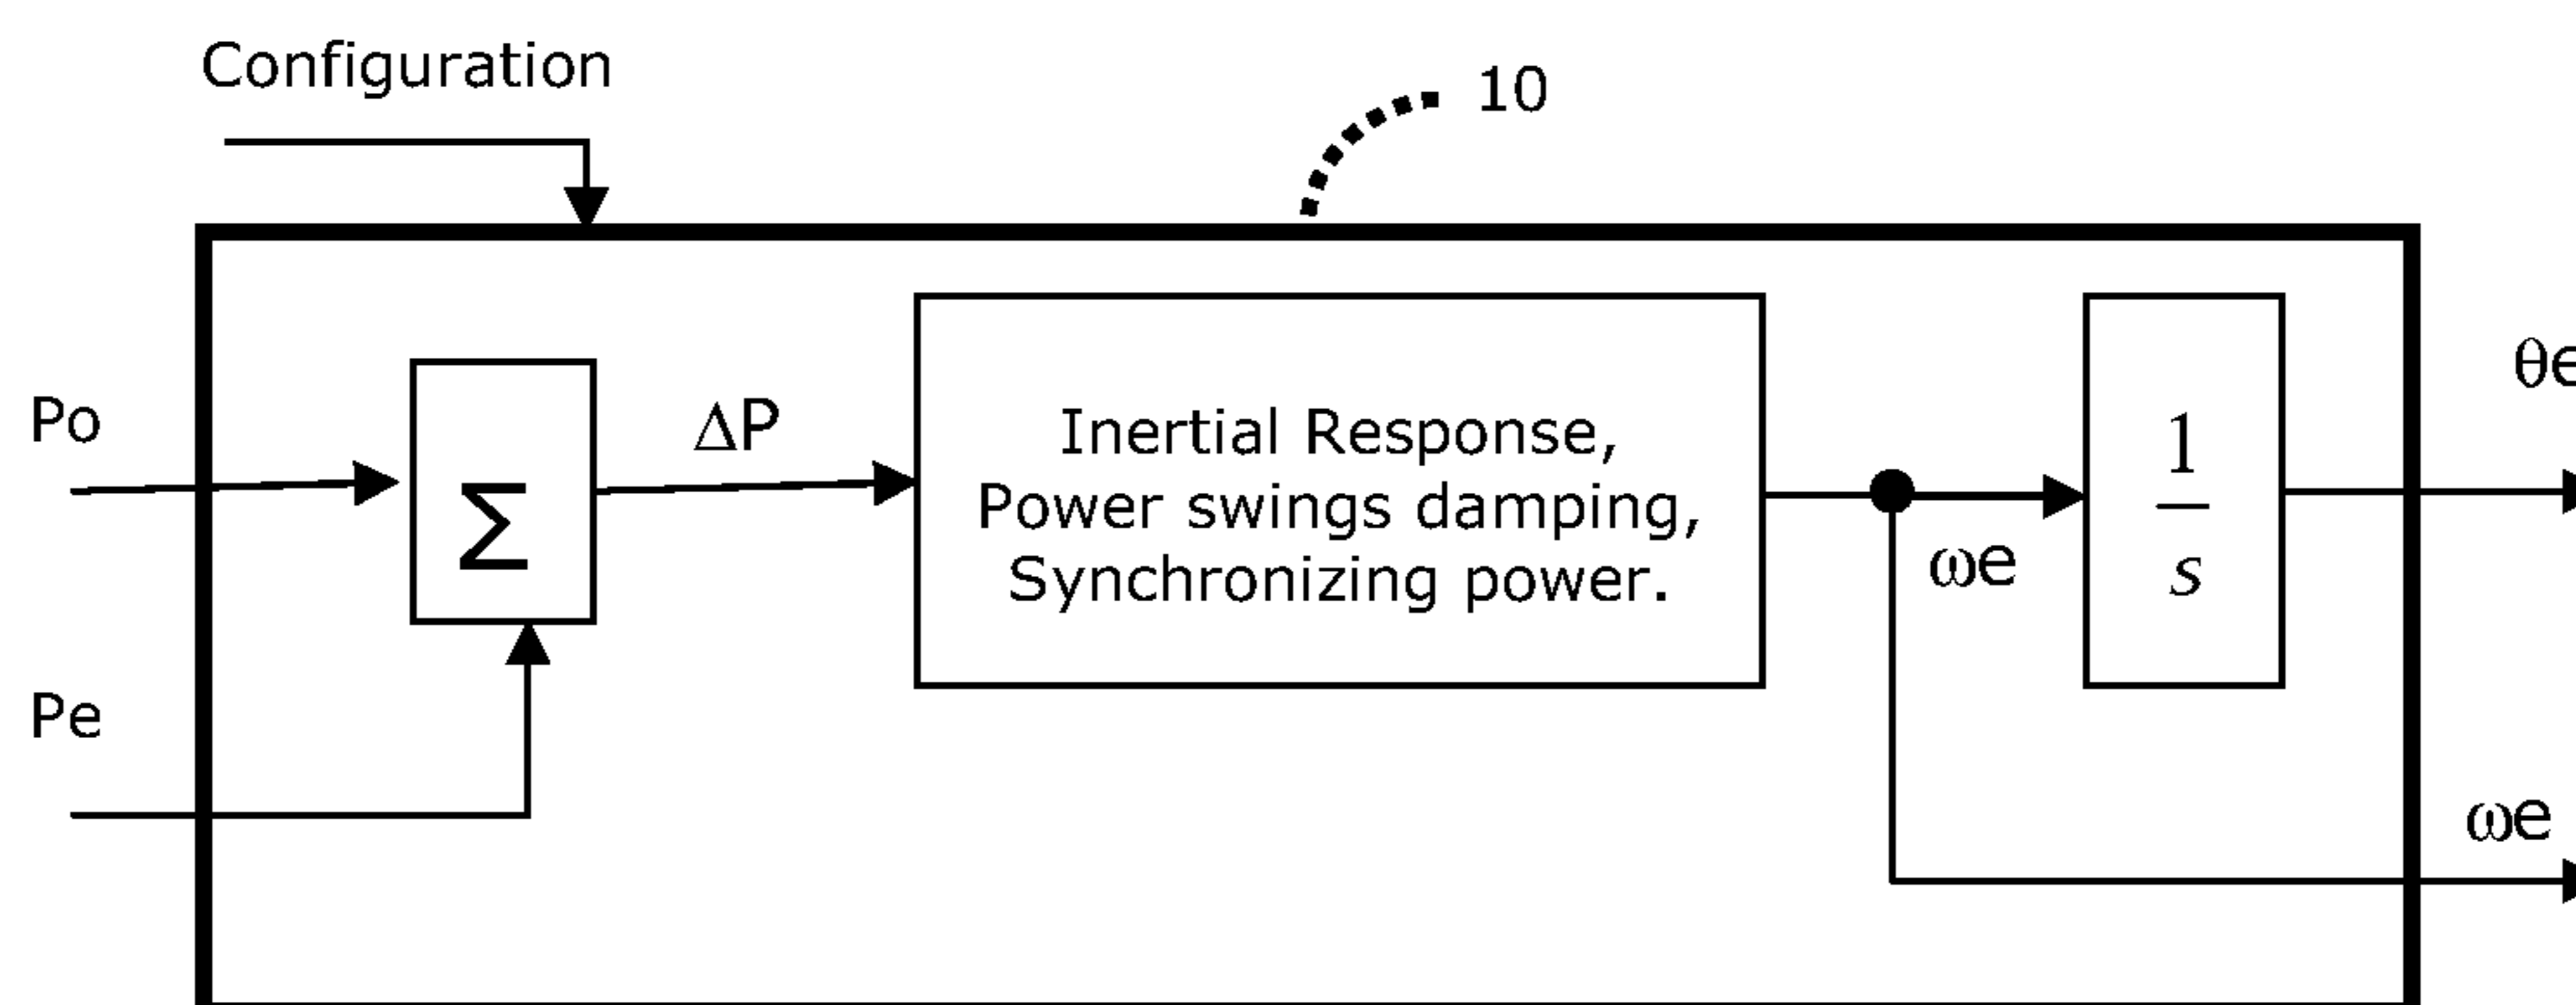 Configuration
10
Po
Σ
ΔP
Inertial Response,
Power swings damping,
Synchronizing power.
ωe
1
s
θe
Pe
ωe